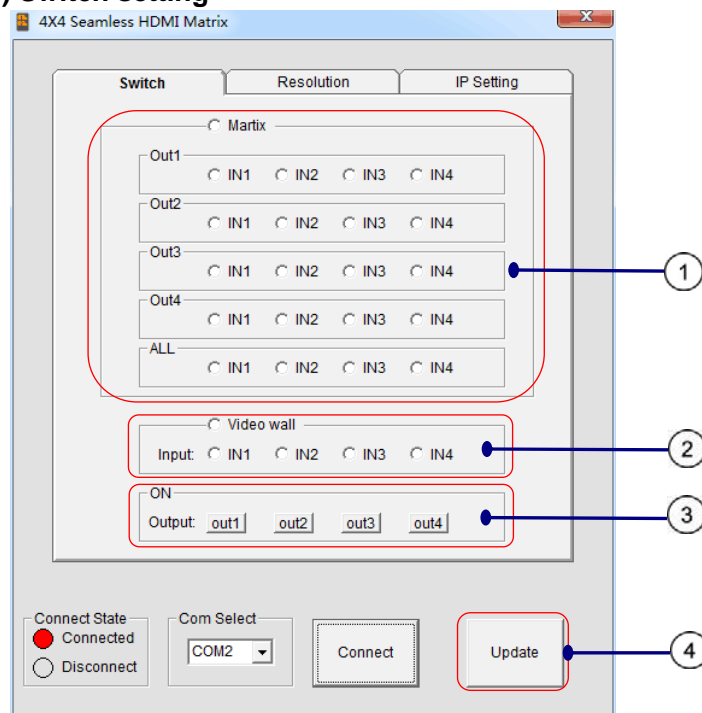 ) Switch Setting
4X4 Seamless HDMI Matrix
Switch Resolution IP Setting
Martix
Out1
IN1 IN2 IN3 IN4
Out2
IN1 IN2 IN3 IN4
Out3
IN1 IN2 IN3 IN4
1
Out4
IN1 IN2 IN3 IN4
ALL
IN1 IN2 IN3 IN4
Video wall
Input: IN1 IN2 IN3 IN4
2
ON
Output: out1 out2 out3 out4
3
Connect State
Connected
Disconnect
Com Select
COM2
Connect
Update
4